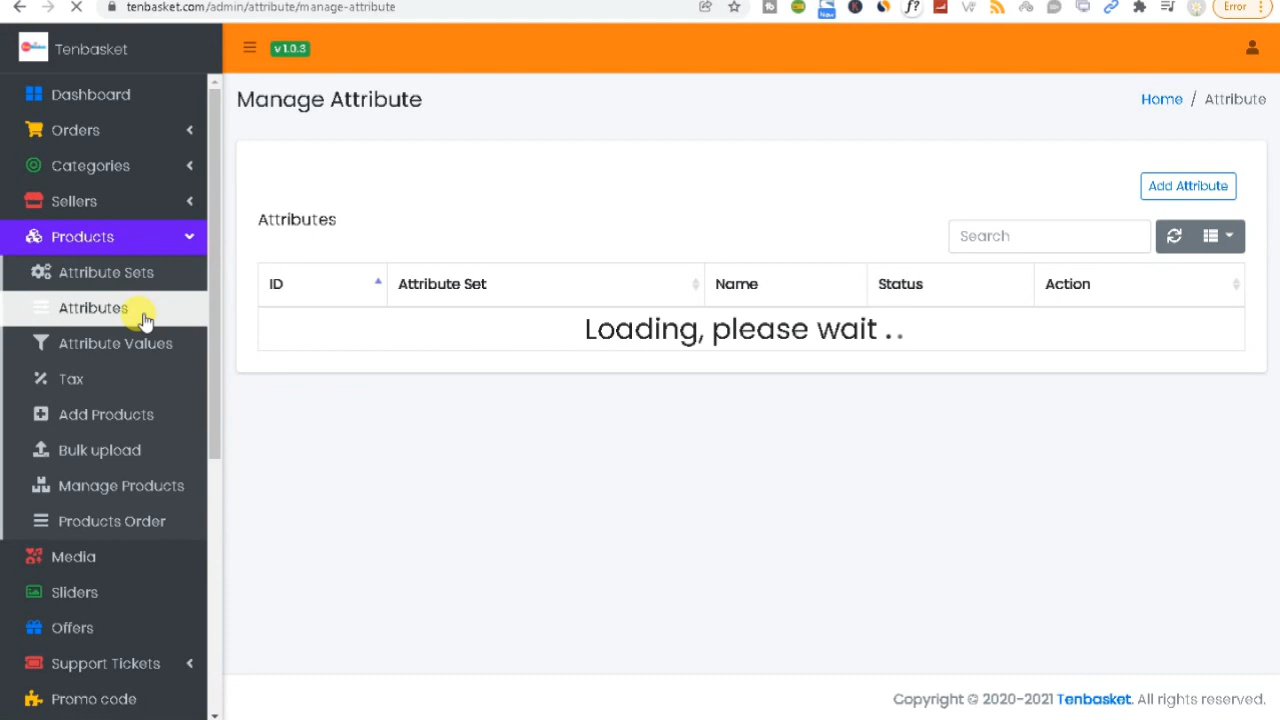 tenbasket.com/admin/attribute/manage-attribute
Error
New
Tenbasket
v 1.0.3
Dashboard
Orders
Categories
Sellers
Products
Attribute Sets
Attributes
Attribute Values
Tax
Add Products
Bulk upload
Manage Products
Products Order
Media
Sliders
Offers
Support Tickets
Promo code
Manage Attribute
Home / Attribute
Add Attribute
Attributes
Search
ID Attribute Set Name Status Action
Loading, please wait . .
Copyright © 2020-2021 Tenbasket. All rights reserved.